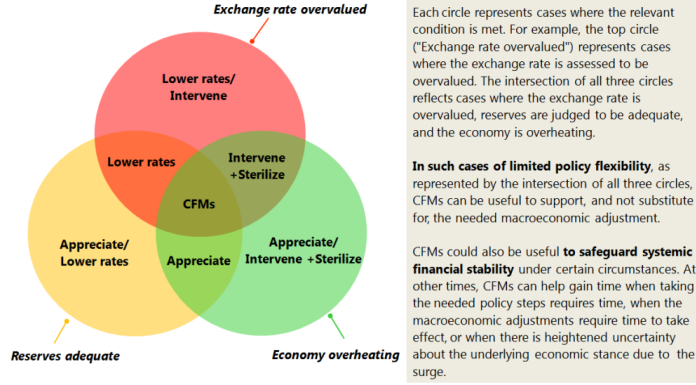 Exchange rate overvalued
Lower rates/
Intervene
Lower rates
Intervene
+Sterilize
CFMs
Appreciate/
Lower rates
Appreciate
Appreciate/
Intervene +Sterilize
Reserves adequate
Economy overheating
Each circle represents cases where the relevant
condition is met. For example, the top circle
("Exchange rate overvalued") represents cases
where the exchange rate is assessed to be
overvalued. The intersection of all three circles
reflects cases where the exchange rate is
overvalued, reserves are judged to be adequate,
and the economy is overheating.
In such cases of limited policy flexibility, as
represented by the intersection of all three circles,
CFMs can be useful to support, and not substitute
for, the needed macroeconomic adjustment.
CFMs could also be useful to safeguard systemic
financial stability under certain circumstances. At
other times, CFMs can help gain time when taking
the needed policy steps requires time, when the
macroeconomic adjustments require time to take
effect, or when there is heightened uncertainty
about the underlying economic stance due to the
surge.